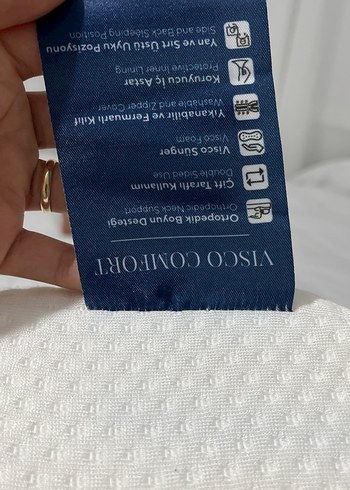 VISCO COMFORT
Ortopedik Boyun Desteği
Orthopedic Neck Support
Çift Taraflı Kullanım
Double Sided Use
Visco Sünger
Visco Foam
Yıkanabilir ve Fermuarlı Kılıf
Washable and Zipper Cover
Koruyucu İç Astar
Protective Inner Lining
Yan ve Sırt Üstü Uyku Pozisyonu
Side and Back Sleeping Position